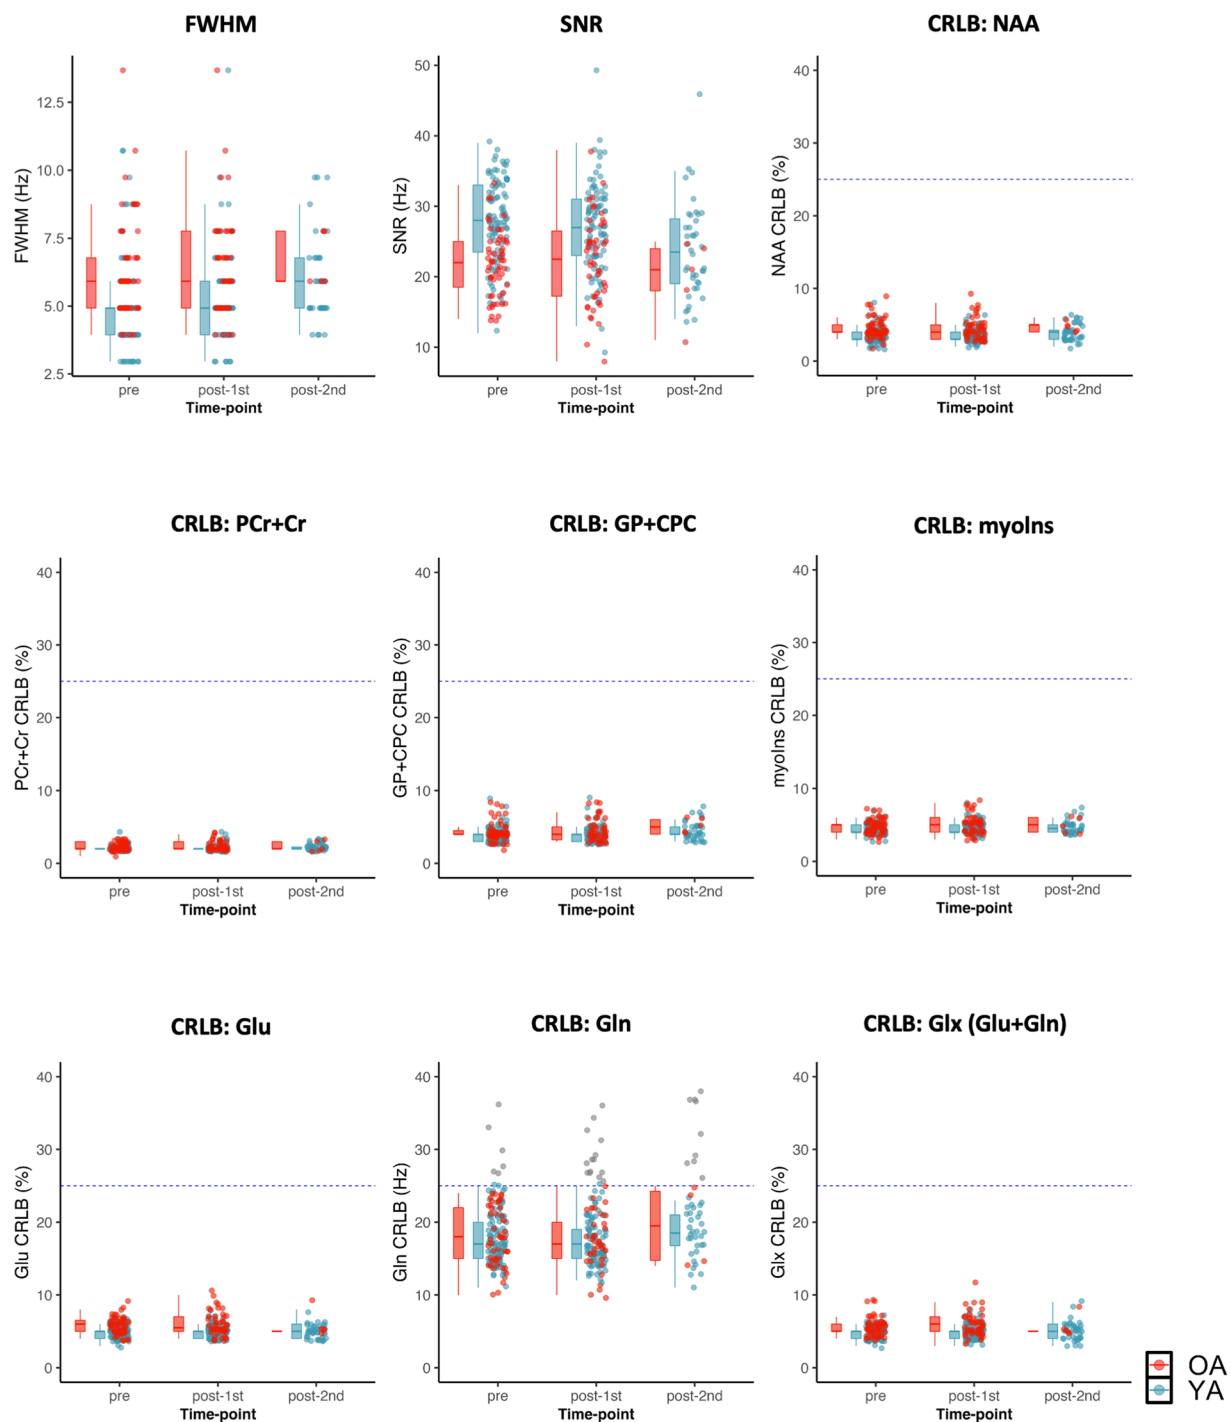 FWHM
SNR
CRLB: NAA
FWHM (Hz)
12.5
10.0
7.5
5.0
2.5
pre
post-1st
post-2nd
Time-point
SNR (Hz)
50
40
30
20
10
pre
post-1st
post-2nd
Time-point
NAA CRLB (%)
40
30
20
10
0
pre
post-1st
post-2nd
Time-point
CRLB: PCr+Cr
CRLB: GP+CPC
CRLB: myoIns
PCr+Cr CRLB (%)
40
30
20
10
0
pre
post-1st
post-2nd
Time-point
GP+CPC CRLB (%)
40
30
20
10
0
pre
post-1st
post-2nd
Time-point
myoIns CRLB (%)
40
30
20
10
0
pre
post-1st
post-2nd
Time-point
CRLB: Glu
CRLB: Gln
CRLB: Glx (Glu+Gln)
Glu CRLB (%)
40
30
20
10
0
pre
post-1st
post-2nd
Time-point
Gln CRLB (Hz)
40
30
20
10
0
pre
post-1st
post-2nd
Time-point
Glx CRLB (%)
40
30
20
10
0
pre
post-1st
post-2nd
Time-point
OA
YA